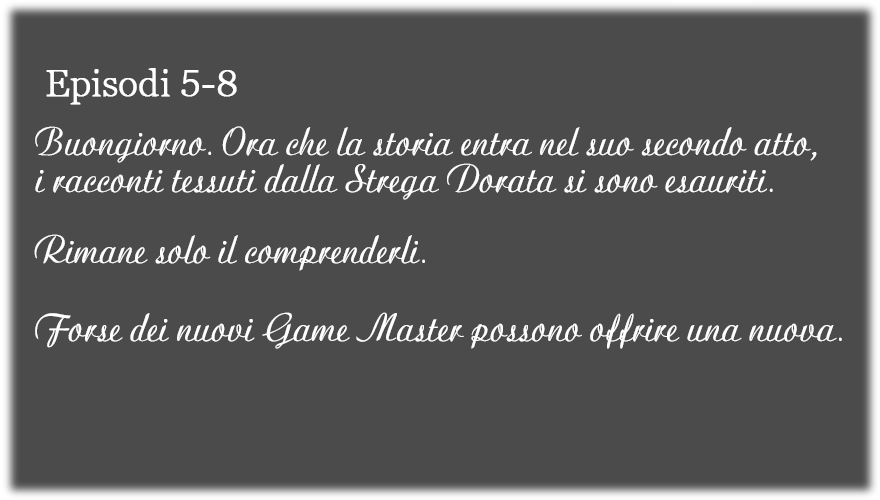 Episodi 5-8
Buongiorno. Ora che la storia entra nel suo secondo atto,
i racconti tessuti dalla Strega Dorata si sono esauriti.
Rimane solo il comprenderli.
Forse dei nuovi Game Master possono offrire una nuova.